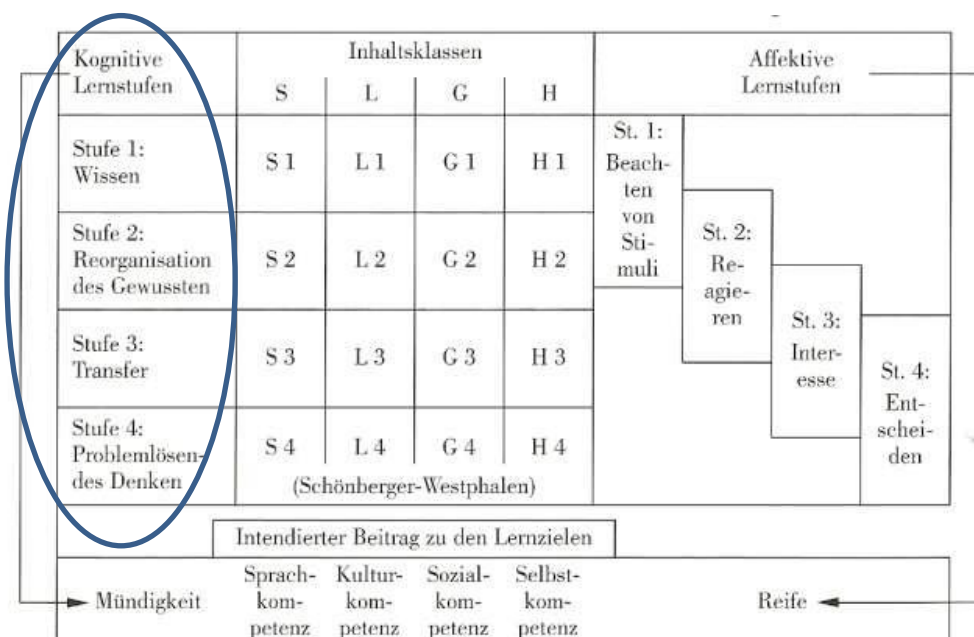 Kognitive
Lernstufen
Inhaltsklassen
S L G H
Affektive
Lernstufen
Stufe 1:
Wissen
S 1 L 1 G 1 H 1
St. 1:
Beach-
ten
von
Sti-
muli
Stufe 2:
Reorganisation
des Gewussten
S 2 L 2 G 2 H 2
St. 2:
Re-
agie-
ren
Stufe 3:
Transfer
S 3 L 3 G 3 H 3
St. 3:
Inter-
esse
Stufe 4:
Problemlösen-
des Denken
S 4 L 4 G 4 H 4
(Schönberger-Westphalen)
St. 4:
Ent-
schei-
den
Intendierter Beitrag zu den Lernzielen
Mündigkeit
Sprach-
kom-
petenz
Kultur-
kom-
petenz
Sozial-
kom-
petenz
Selbst-
kom-
petenz
Reife